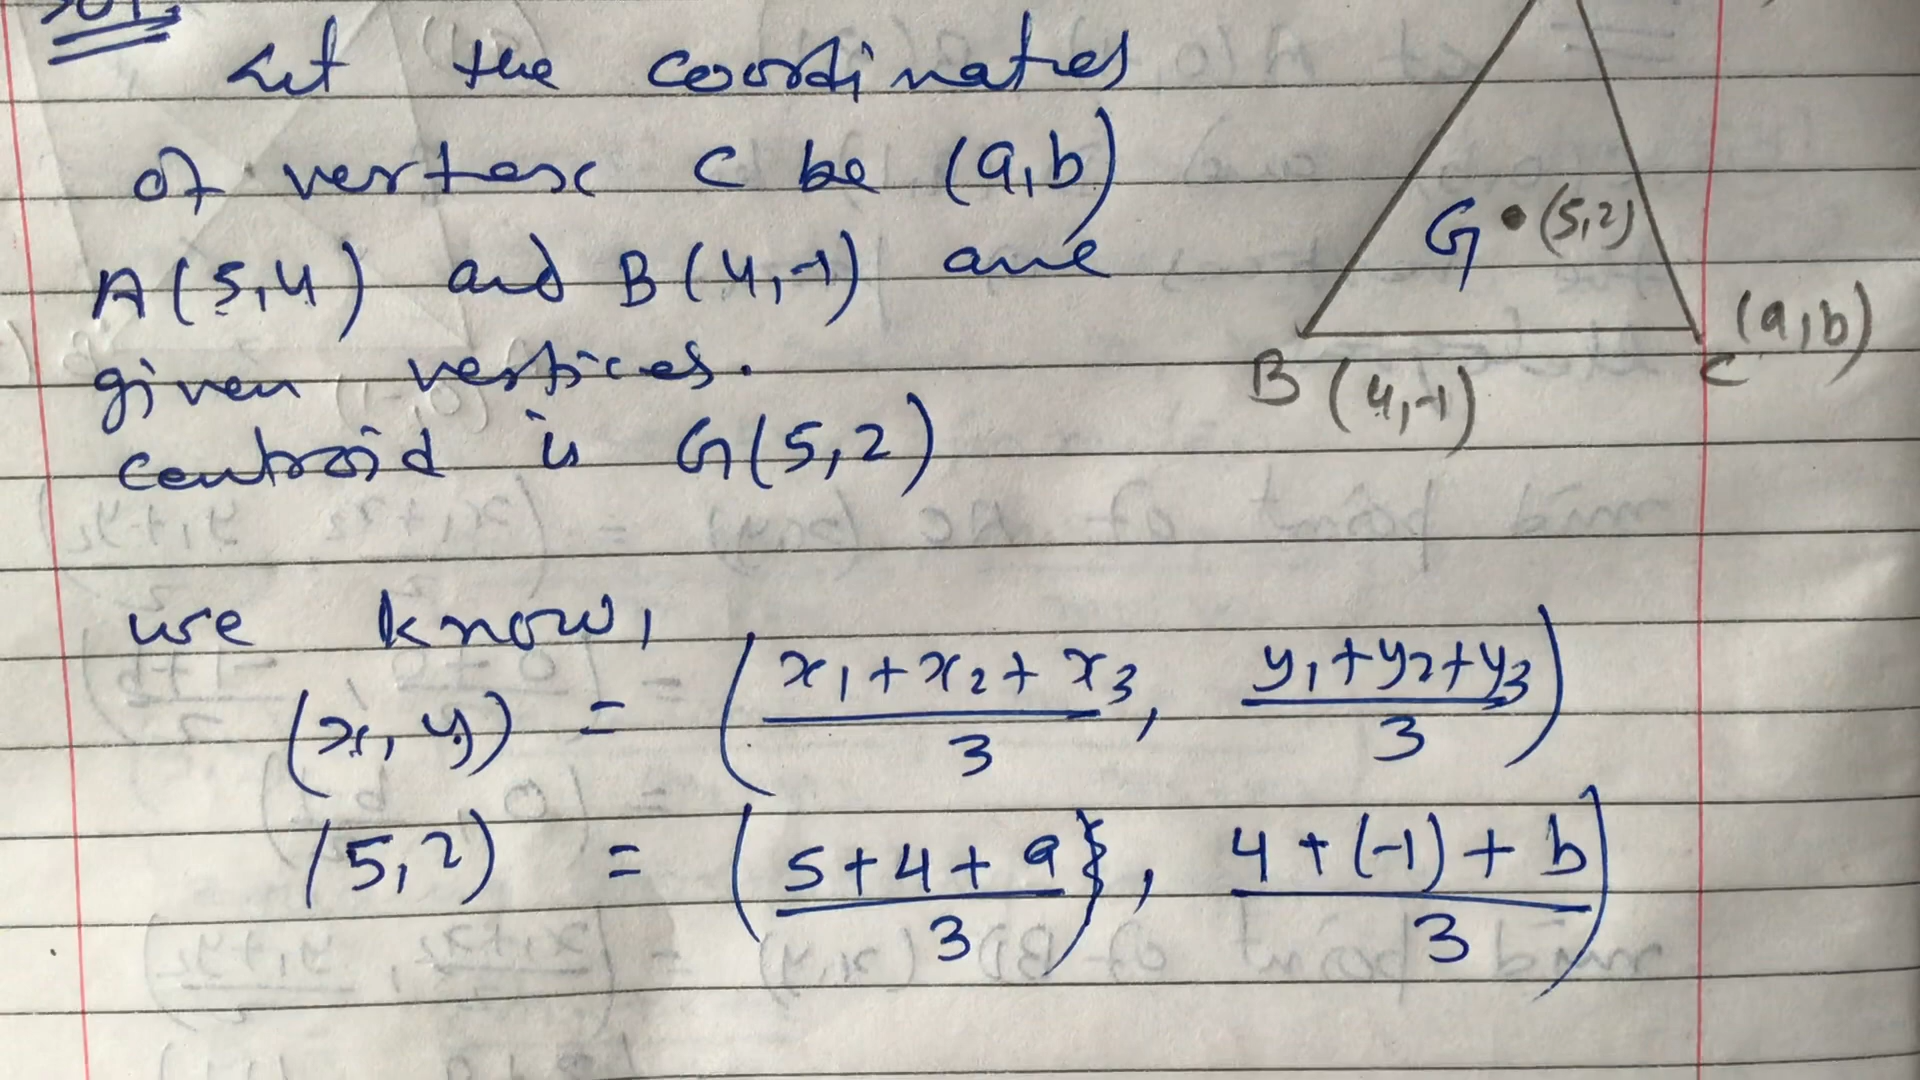 Sol.
Let the coordinates
of vertex C be (a,b)
A(5,4) and B(4,-1) are
given vertices.
centroid is G(5,2)
G • (5,2)
(a,b)
B (4,-1)
C
we know,
(x, y) = (x₁+x₂+x₃/3, y₁+y₂+y₃/3)
(5,2) = (5+4+a/3, 4+(-1)+b/3)